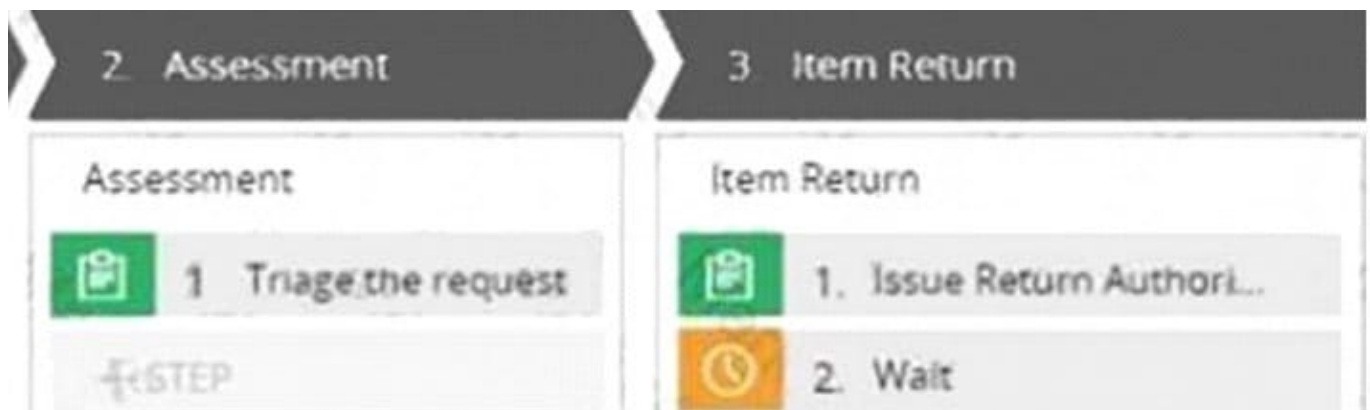 2 Assessment
3 Item Return
Assessment
1 Triage the request
STEP
Item Return
1. Issue Return Authori...
2. Wait